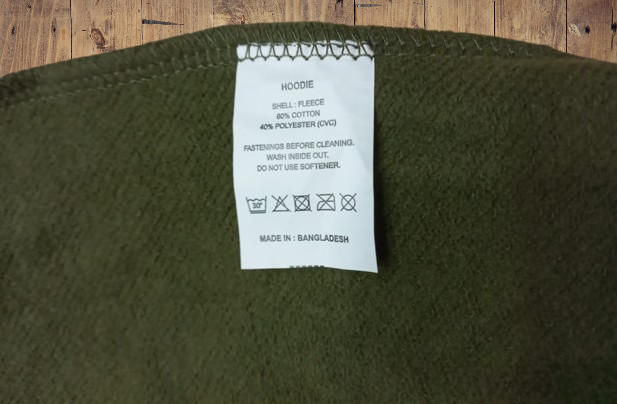 HOODIE
SHELL : FLEECE
60% COTTON
40% POLYESTER (CVC)
FASTENINGS BEFORE CLEANING.
WASH INSIDE OUT.
DO NOT USE SOFTENER.
30°
MADE IN : BANGLADESH